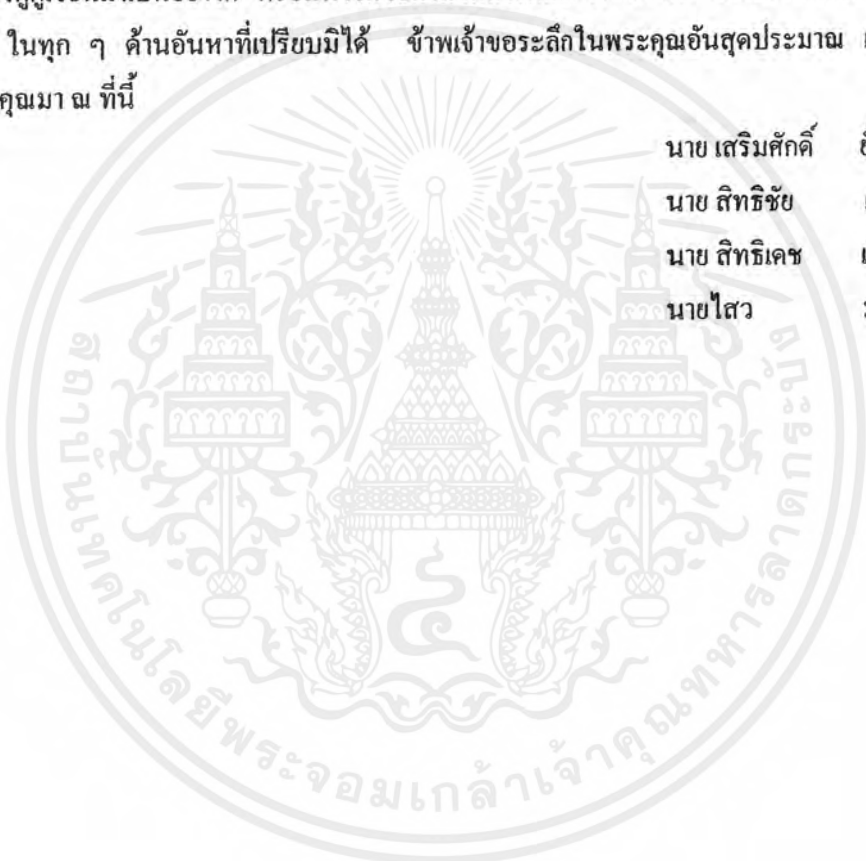 ในทุก ๆ ด้านอันหาที่เปรียบมิได้ ข้าพเจ้าขอระลึกในพระคุณอันสุดประมาณ
คุณมา ณ ที่นี้
นาย เสริมศักดิ์
นาย สิทธิชัย
นาย สิทธิเดช
นายไสว
สถาบันเทคโนโลยีพระจอมเกล้าเจ้าคุณทหารลาดกระบัง